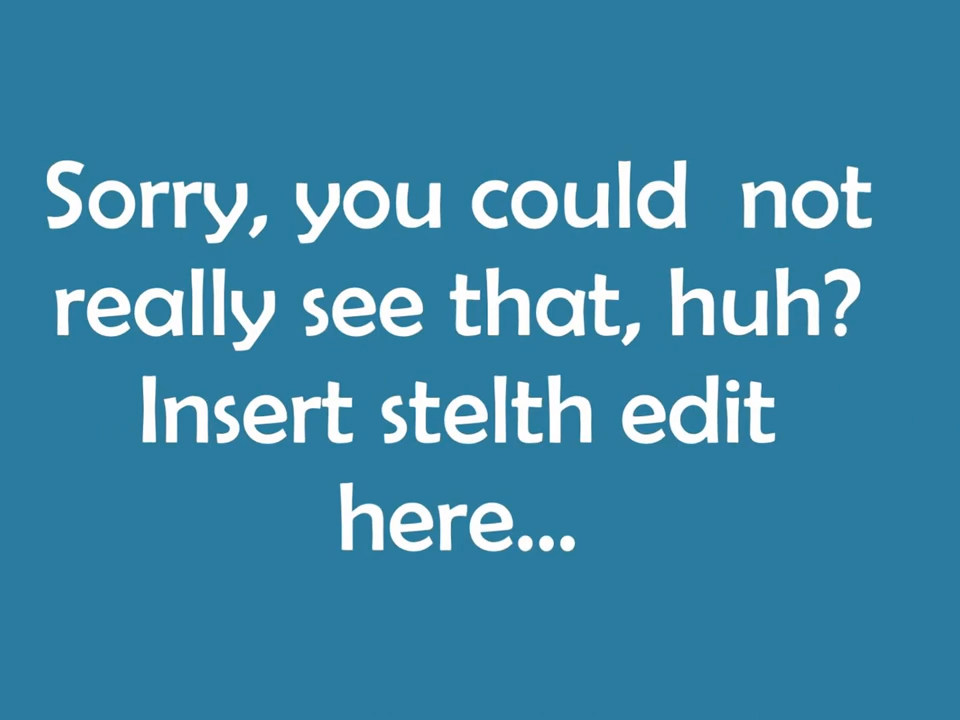 Sorry, you could  not
really see that, huh?
Insert stelth edit
here...